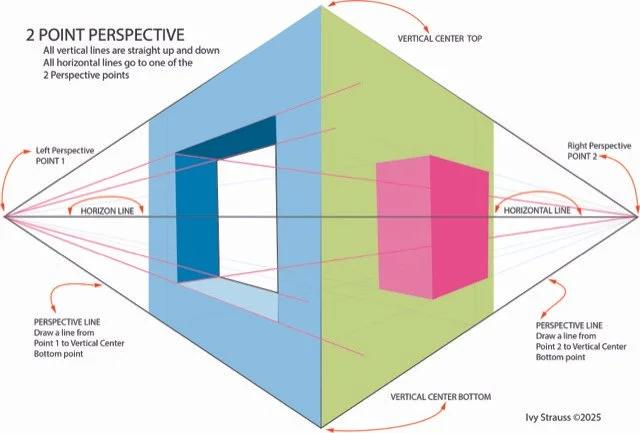 2 POINT PERSPECTIVE
All vertical lines are straight up and down
All horizontal lines go to one of the
2 Perspective points
VERTICAL CENTER TOP
Left Perspective
POINT 1
Right Perspective
POINT 2
HORIZON LINE
HORIZONTAL LINE
PERSPECTIVE LINE
Draw a line from
Point 1 to Vertical Center
Bottom point
PERSPECTIVE LINE
Draw a line from
Point 2 to Vertical Center
Bottom point
VERTICAL CENTER BOTTOM
Ivy Strauss ©2025